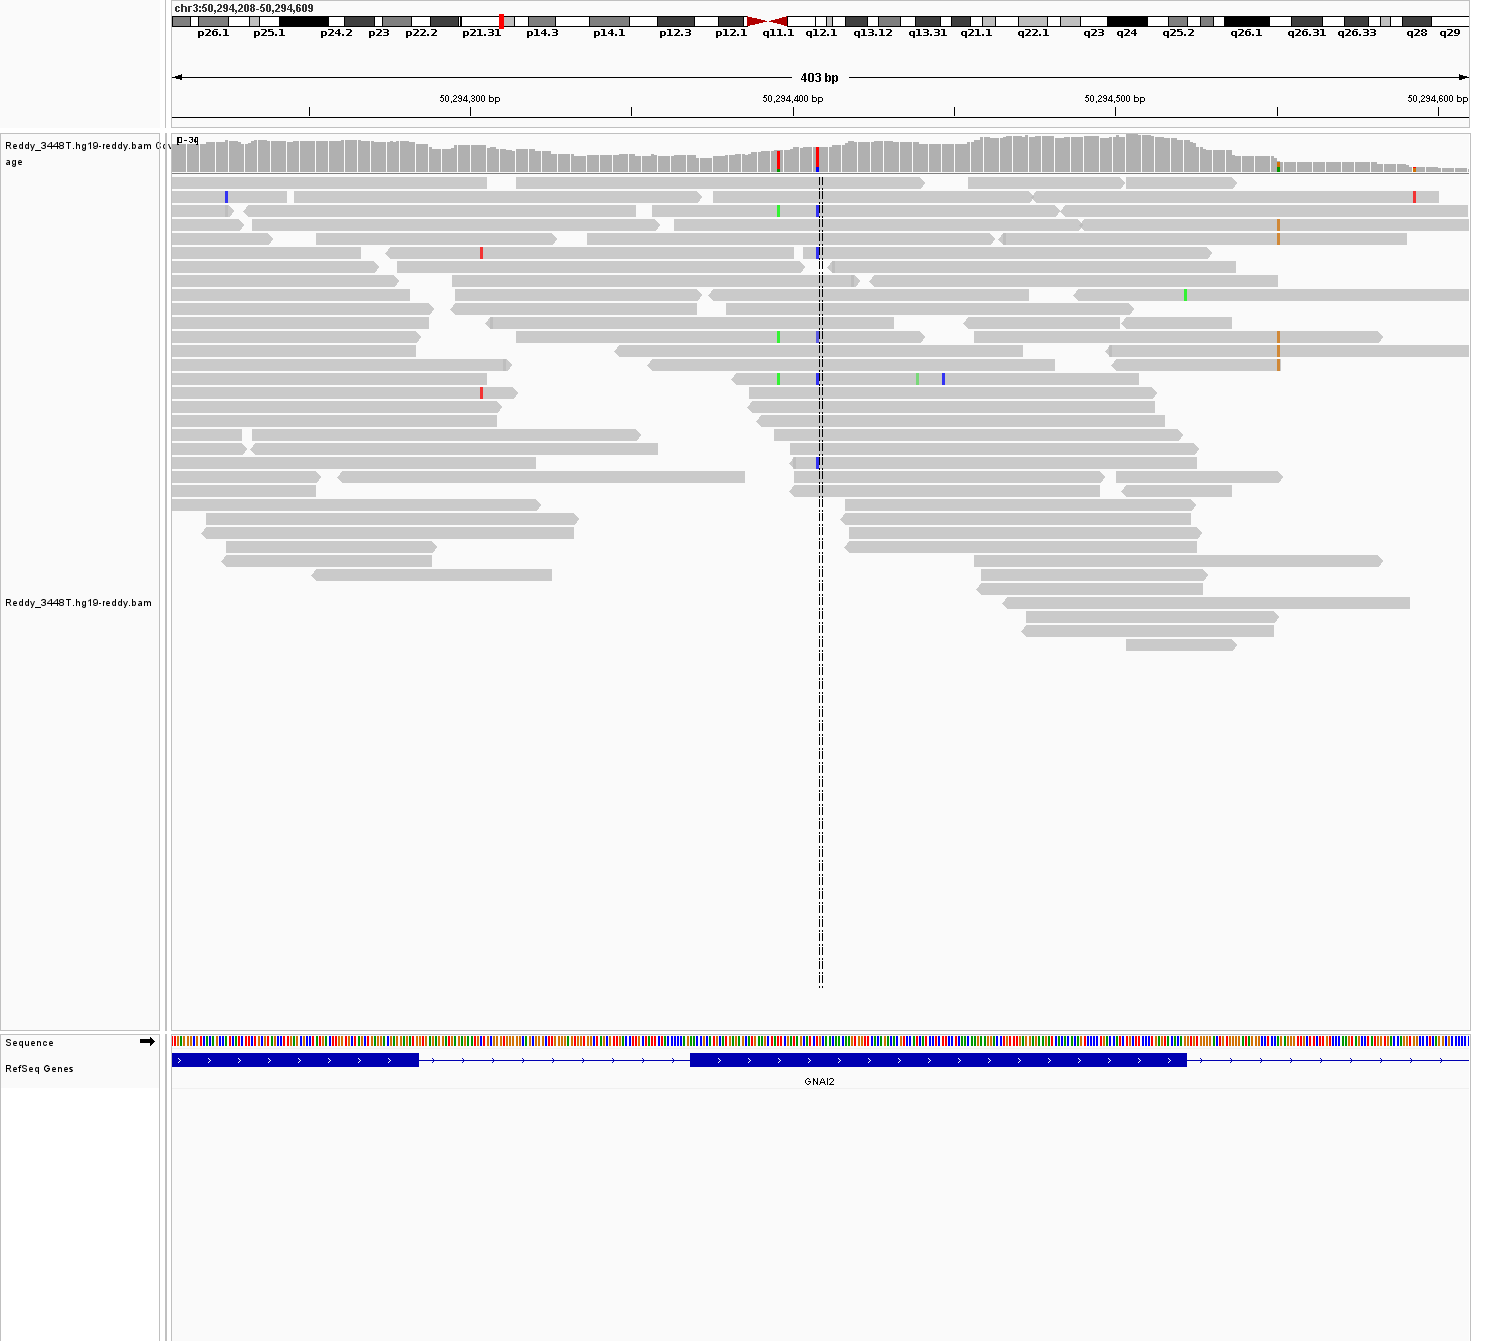 chr3:50,294,208-50,294,609
p26.1 p25.1 p24.2 p23 p22.2 p21.31 p14.3 p14.1 p12.3 p12.1 q11.1 q12.1 q13.12 q13.31 q21.1 q22.1 q23 q24 q25.2 q26.1 q26.31 q26.33 q28 q29
403 bp
50,294,300 bp 50,294,400 bp 50,294,500 bp 50,294,600 bp
Reddy_3448T.hg19-reddy.bam Cov
age
Reddy_3448T.hg19-reddy.bam
Sequence
RefSeq Genes
GNAI2